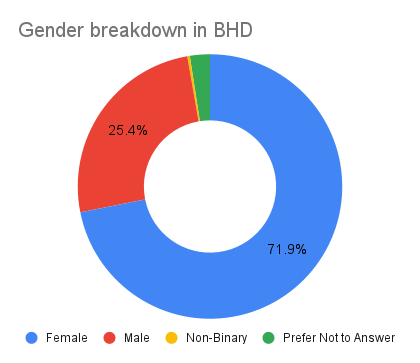 Gender breakdown in BHD
25.4%
71.9%
Female Male Non-Binary Prefer Not to Answer